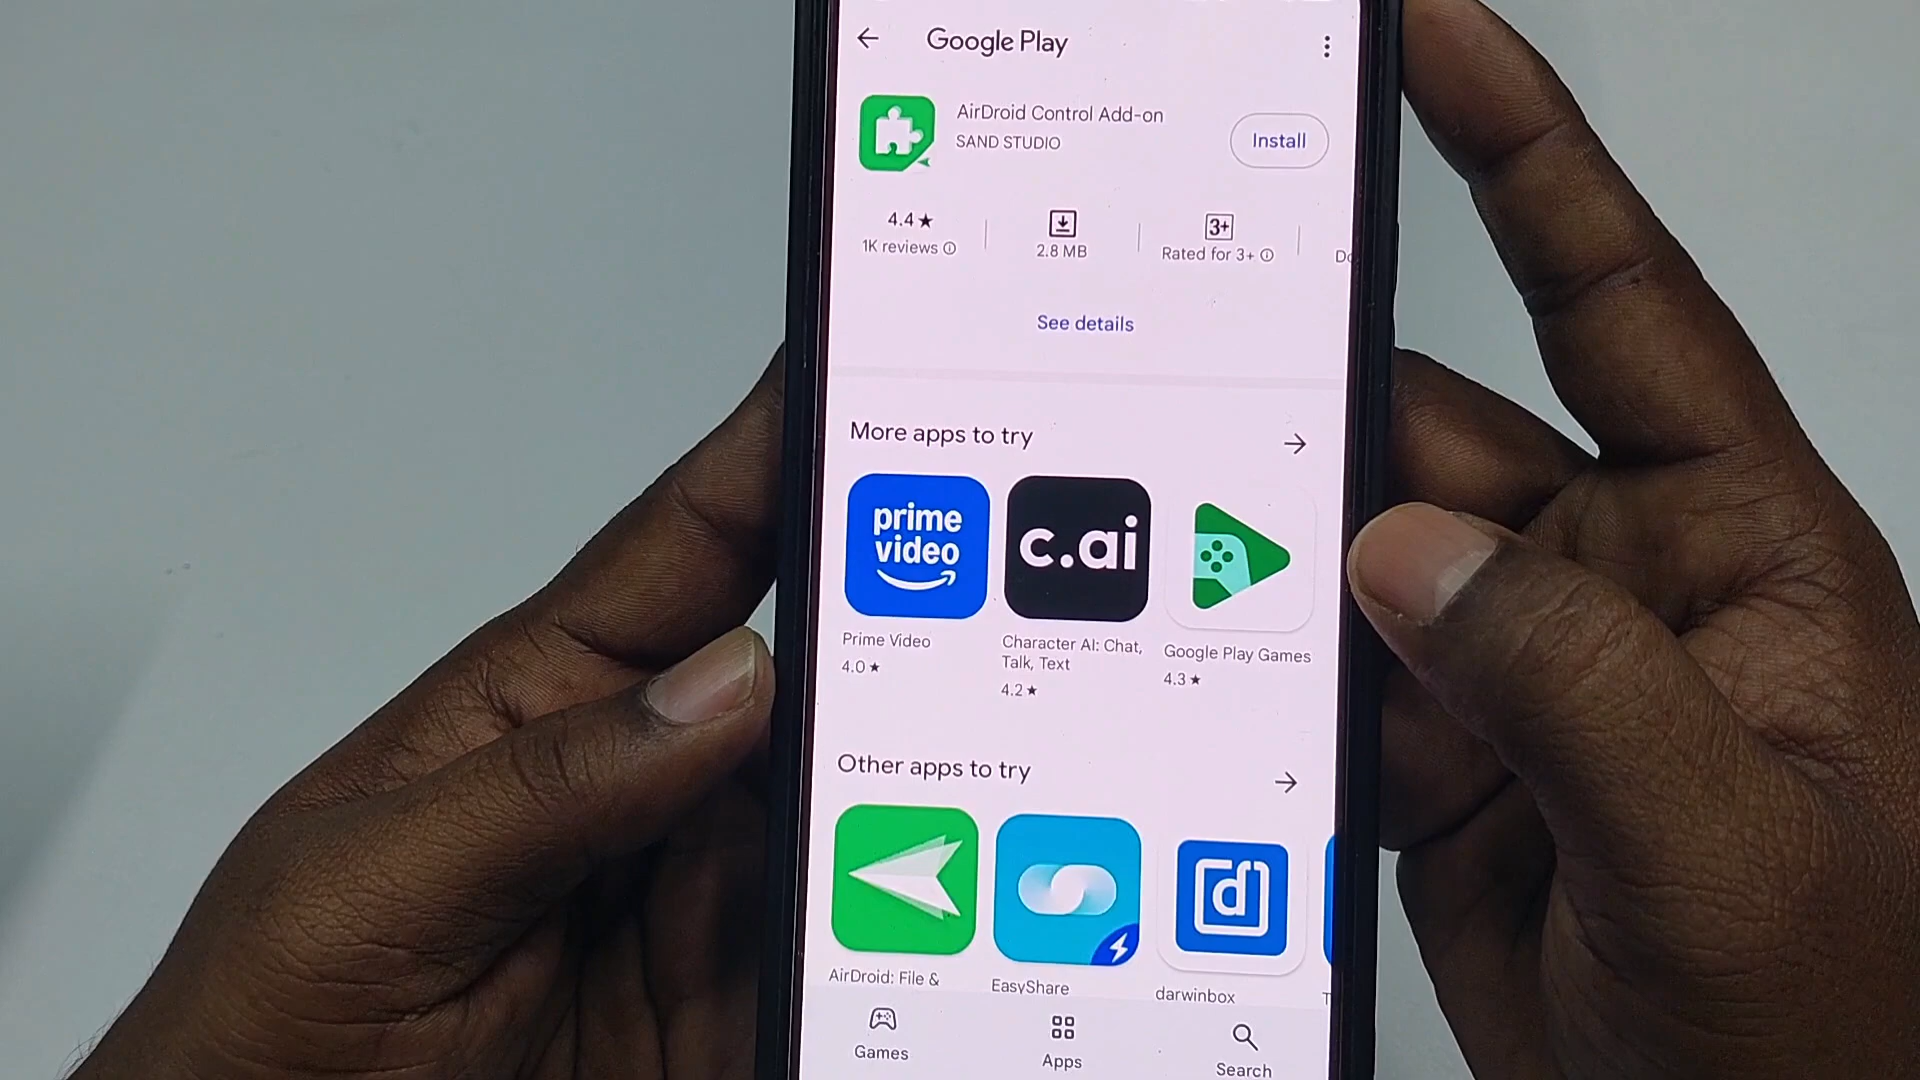 Google Play
AirDroid Control Add-on
SAND STUDIO
Install
4.4 ★
1K reviews
2.8 MB
3+
Rated for 3+
See details
More apps to try
prime
video
c.ai
Prime Video
4.0 ★
Character AI: Chat,
Talk, Text
4.2 ★
Google Play Games
4.3 ★
Other apps to try
d
AirDroid: File &
EasyShare
darwinbox
Games
Apps
Search